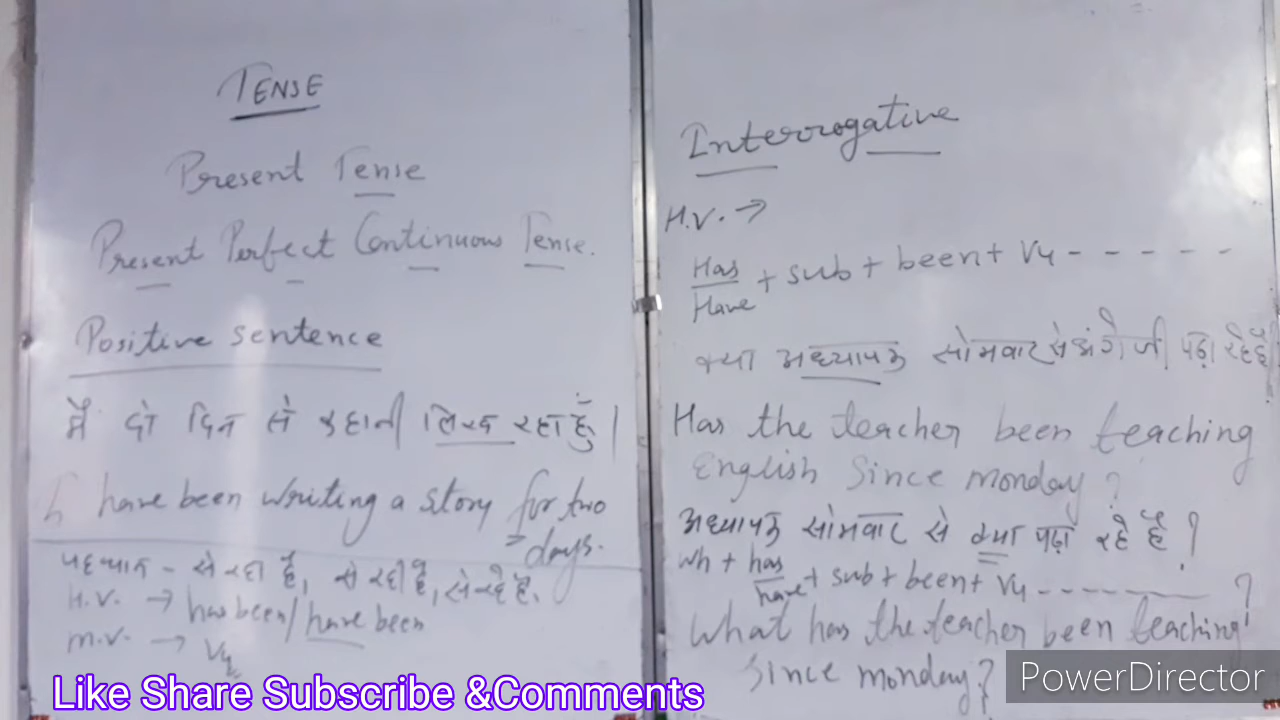 TENSE
Present Tense
Present Perfect Continuous Tense.
Positive sentence
मैं दो दिन से कहानी लिख रहा हूँ।
I have been writing a story for two
days.
पहचान - से रहा है, से रही है, से रहे हैं.
H.V. → has been/have been
M.V. → V4
Interrogative
H.V. →
Has
Have + sub + been + V4 - - - - -
क्या अध्यापक सोमवार से अंग्रेजी पढ़ा रहे हैं
Has the teacher been teaching
English Since monday?
अध्यापक सोमवार से क्या पढ़ा रहे हैं?
Wh + has
have + sub + been + V4 - - - - - ?
What has the teacher been teaching
Since monday?
Like Share Subscribe &Comments
PowerDirector